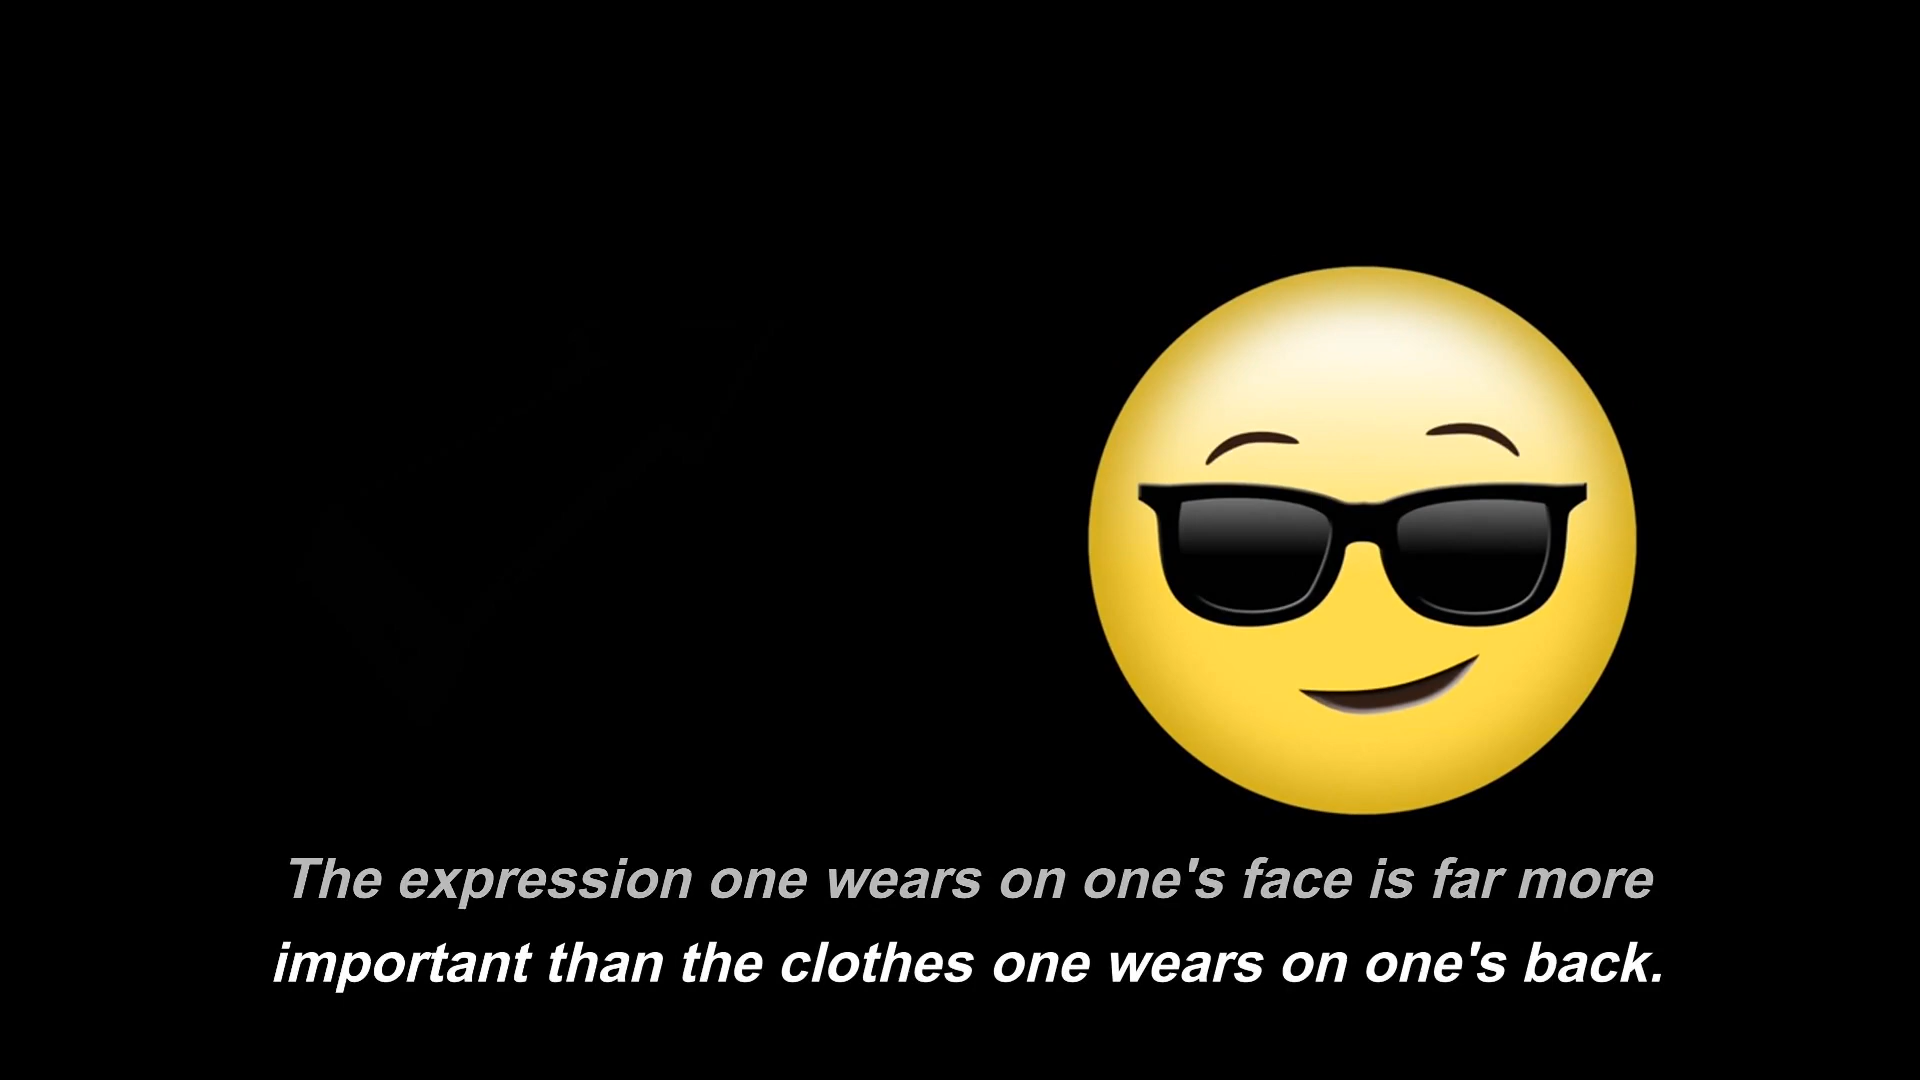 The expression one wears on one's face is far more
important than the clothes one wears on one's back.